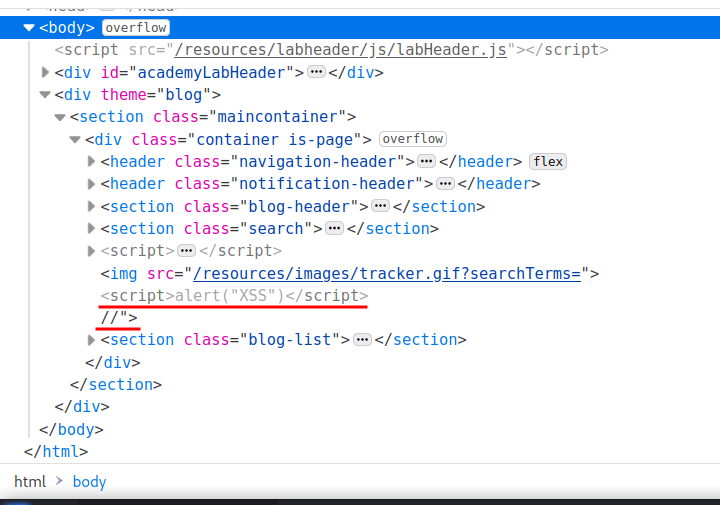 <body> overflow
<script src="/resources/labheader/js/labHeader.js"></script>
<div id="academyLabHeader"> ••• </div>
<div theme="blog">
<section class="maincontainer">
<div class="container is-page"> overflow
<header class="navigation-header"> ••• </header> flex
<header class="notification-header"> ••• </header>
<section class="blog-header"> ••• </section>
<section class="search"> ••• </section>
<script> ••• </script>
<img src="/resources/images/tracker.gif?searchTerms=">
<script>alert("XSS")</script>
//">
<section class="blog-list"> ••• </section>
</div>
</section>
</div>
</body>
</html>
html > body